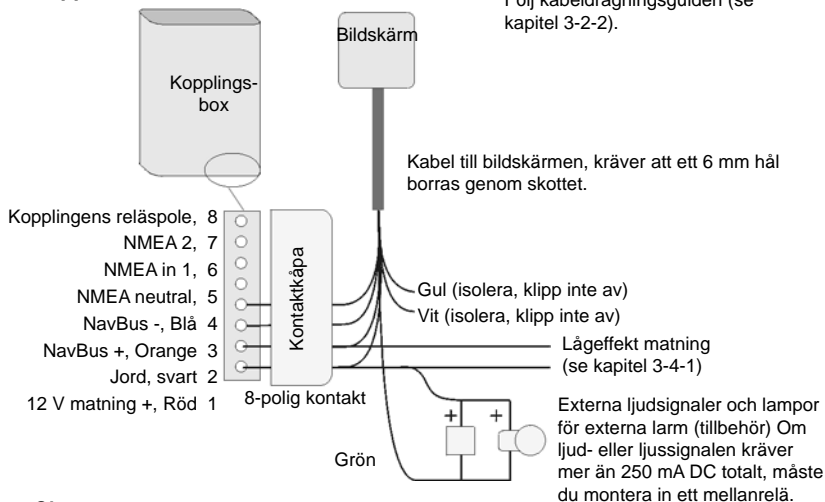 kapitel 3-2-2).
Bildskärm
Kopplings-
box
Kabel till bildskärmen, kräver att ett 6 mm hål
borras genom skottet.
Kopplingens reläspole, 8
NMEA 2, 7
NMEA in 1, 6
NMEA neutral, 5
NavBus -, Blå 4
NavBus +, Orange 3
Jord, svart 2
12 V matning +, Röd 1
Kontaktkåpa
8-polig kontakt
Gul (isolera, klipp inte av)
Vit (isolera, klipp inte av)
Lågeffekt matning
(se kapitel 3-4-1)
+ +
Grön
Externa ljudsignaler och lampor
för externa larm (tillbehör) Om
ljud- eller ljussignalen kräver
mer än 250 mA DC totalt, måste
du montera in ett mellanrelä.